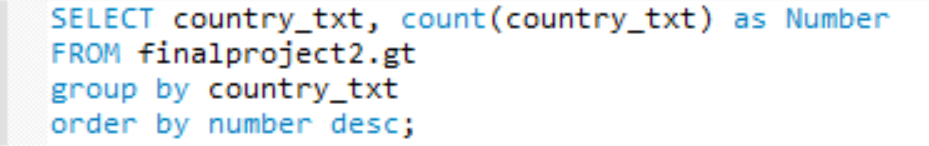 SELECT country_txt, count(country_txt) as Number
FROM finalproject2.gt
group by country_txt
order by number desc;